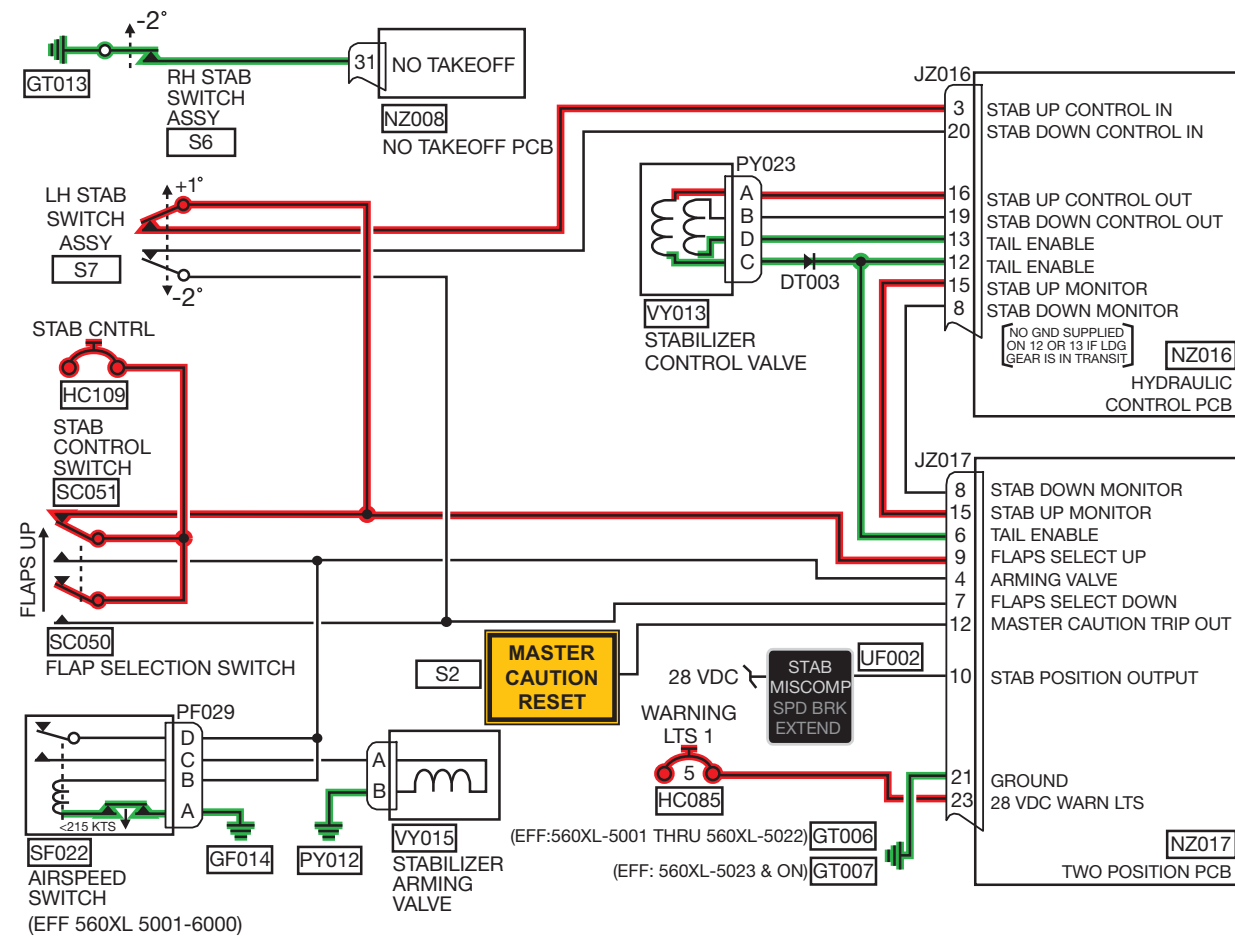 -2°
GT013
RH STAB
SWITCH
ASSY
S6
31
NO TAKEOFF
NZ008
NO TAKEOFF PCB
LH STAB
SWITCH
ASSY
S7
+1°
-2°
STAB CNTRL
HC109
STAB
CONTROL
SWITCH
SC051
FLAPS UP
SC050
FLAP SELECTION SWITCH
PY023
A
B
D
C
DT003
VY013
STABILIZER
CONTROL VALVE
JZ016
3 STAB UP CONTROL IN
20 STAB DOWN CONTROL IN
16 STAB UP CONTROL OUT
19 STAB DOWN CONTROL OUT
13 TAIL ENABLE
12 TAIL ENABLE
15 STAB UP MONITOR
8 STAB DOWN MONITOR
NO GND SUPPLIED
ON 12 OR 13 IF LDG
GEAR IS IN TRANSIT
NZ016
HYDRAULIC
CONTROL PCB
JZ017
8 STAB DOWN MONITOR
15 STAB UP MONITOR
6 TAIL ENABLE
9 FLAPS SELECT UP
4 ARMING VALVE
7 FLAPS SELECT DOWN
12 MASTER CAUTION TRIP OUT
10 STAB POSITION OUTPUT
21 GROUND
23 28 VDC WARN LTS
NZ017
TWO POSITION PCB
S2
MASTER
CAUTION
RESET
28 VDC
STAB
MISCOMP
SPD BRK
EXTEND
UF002
WARNING
LTS 1
5
HC085
(EFF:560XL-5001 THRU 560XL-5022) GT006
(EFF: 560XL-5023 & ON) GT007
PF029
D
C
B
A
<215 KTS
SF022
AIRSPEED
SWITCH
(EFF 560XL 5001-6000)
GF014
PY012
A
B
VY015
STABILIZER
ARMING
VALVE